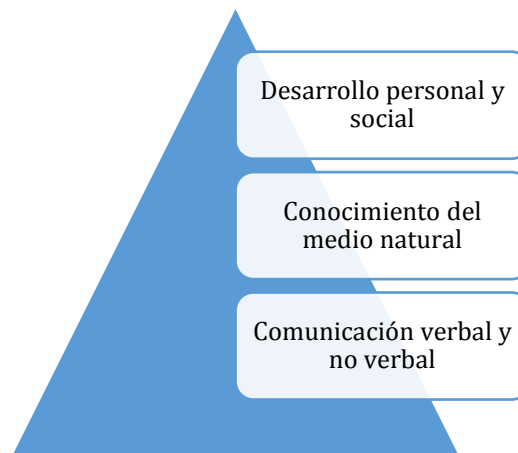 Desarrollo personal y
social
Conocimiento del
medio natural
Comunicación verbal y
no verbal